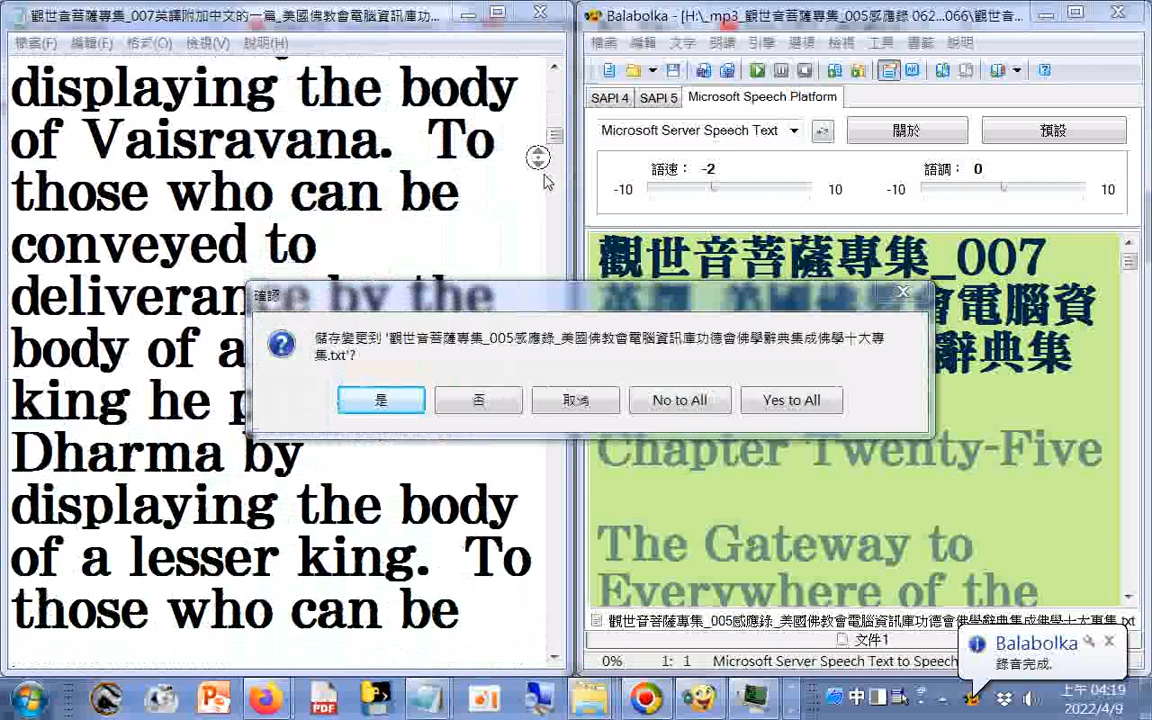 觀世音菩薩專集_007英譯附加中文的一篇_美國佛教會電腦資訊庫功...
檔案(F) 編輯(E) 格式(O) 檢視(V) 說明(H)
displaying the body
of Vaisravana. To
those who can be
conveyed to
deliverance by the
body of a
king he p
Dharma by
displaying the body
of a lesser king. To
those who can be
Balabolka - [H:\_mp3_觀世音菩薩專集_005感應錄 062...066\觀世音...
檔案 編輯 文字 朗讀 引擎 選項 檢視 工具 書籤 說明
SAPI 4 SAPI 5 Microsoft Speech Platform
Microsoft Server Speech Text 關於 預設
語速： -2 語調： 0
-10 10 -10 10
觀世音菩薩專集_007
會電腦資
辭典集
Chapter Twenty-Five
The Gateway to
Everywhere of the
觀世音菩薩專集_005感應錄_美國佛教會電腦資訊庫功德會佛學辭典集成佛學十大專集.txt
文件1
0% 1: 1 Microsoft Server Speech Text to Speech
確認
儲存變更到 '觀世音菩薩專集_005感應錄_美國佛教會電腦資訊庫功德會佛學辭典集成佛學十大專
集.txt'?
是 否 取消 No to All Yes to All
Balabolka
錄音完成.
PDF
中
上午 04:19
2022/4/9